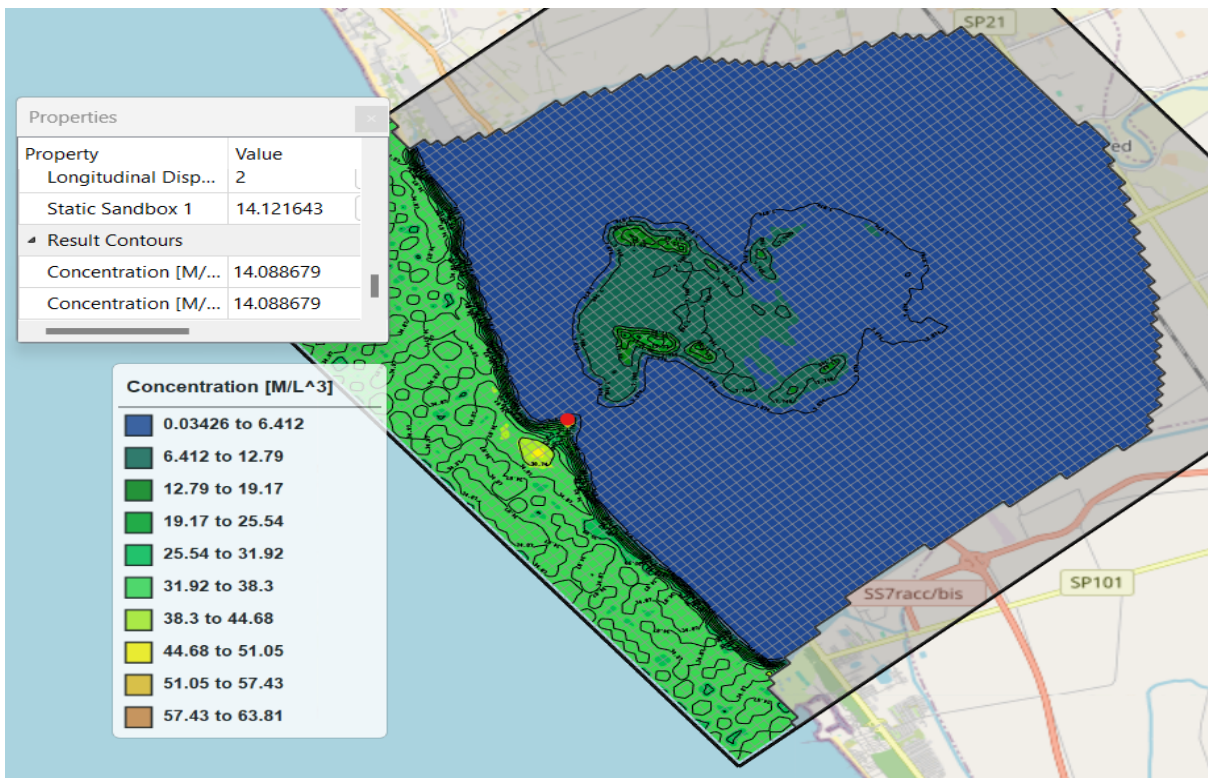 SP21
Properties
×
Property Value
Longitudinal Disp... 2
Static Sandbox 1 14.121643
Result Contours
Concentration [M/... 14.088679
Concentration [M/... 14.088679
ed
Concentration [M/L^3]
0.03426 to 6.412
6.412 to 12.79
12.79 to 19.17
19.17 to 25.54
25.54 to 31.92
31.92 to 38.3
38.3 to 44.68
44.68 to 51.05
51.05 to 57.43
57.43 to 63.81
SP101
SS7racc/bis